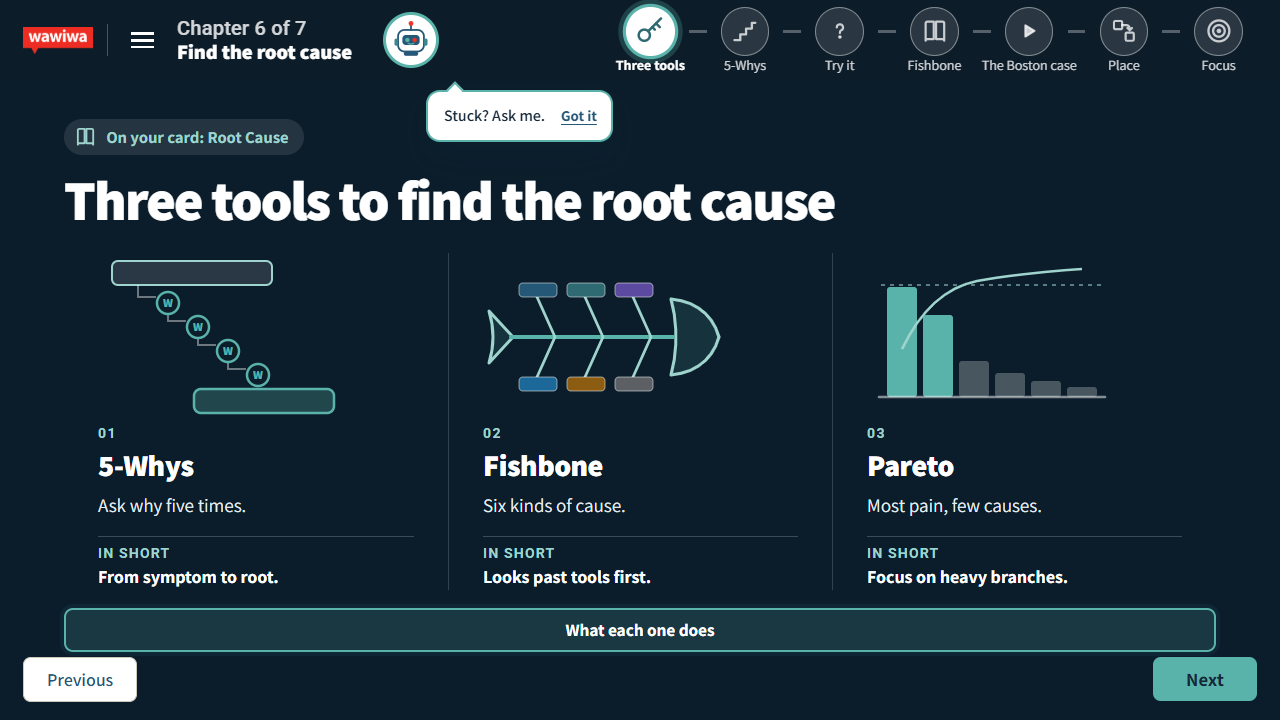 wawiwa
Chapter 6 of 7
Find the root cause
Three tools
5-Whys
?
Try it
Fishbone
The Boston case
Place
Focus
Stuck? Ask me. Got it
On your card: Root Cause
Three tools to find the root cause
W
W
W
W
01
5-Whys
Ask why five times.
IN SHORT
From symptom to root.
02
Fishbone
Six kinds of cause.
IN SHORT
Looks past tools first.
03
Pareto
Most pain, few causes.
IN SHORT
Focus on heavy branches.
What each one does
Previous
Next